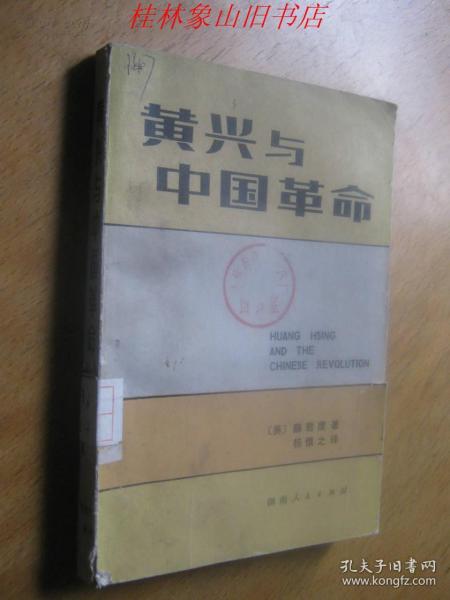 桂林象山旧书店
黄兴与
中国革命
HUANG HSING
AND THE
CHINESE REVOLUTION
〔美〕薛君度著
杨慎之译
湖南人民出版社
孔夫子旧书网
www.kongfz.com